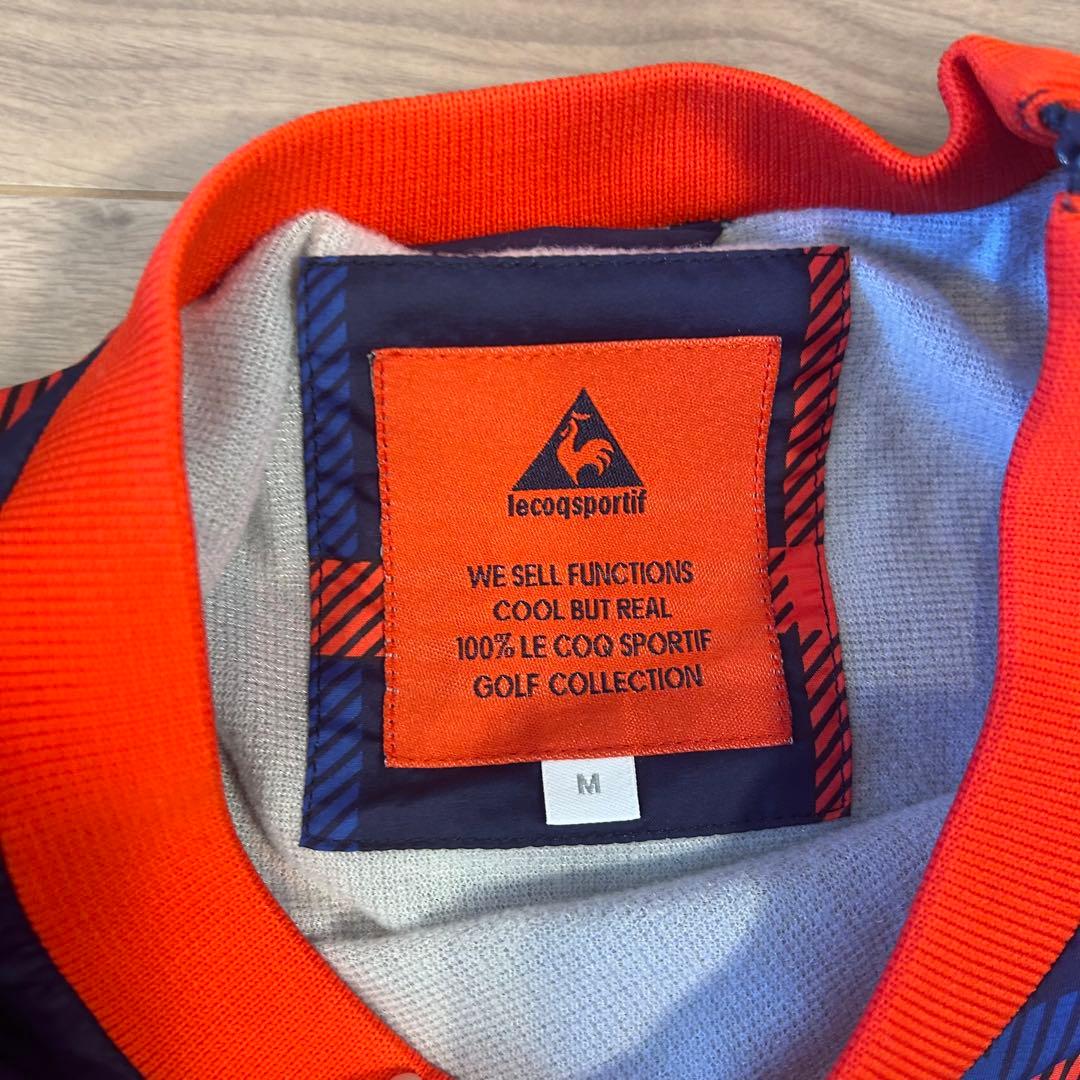 lecoqsportif
WE SELL FUNCTIONS
COOL BUT REAL
100% LE COQ SPORTIF
GOLF COLLECTION
M